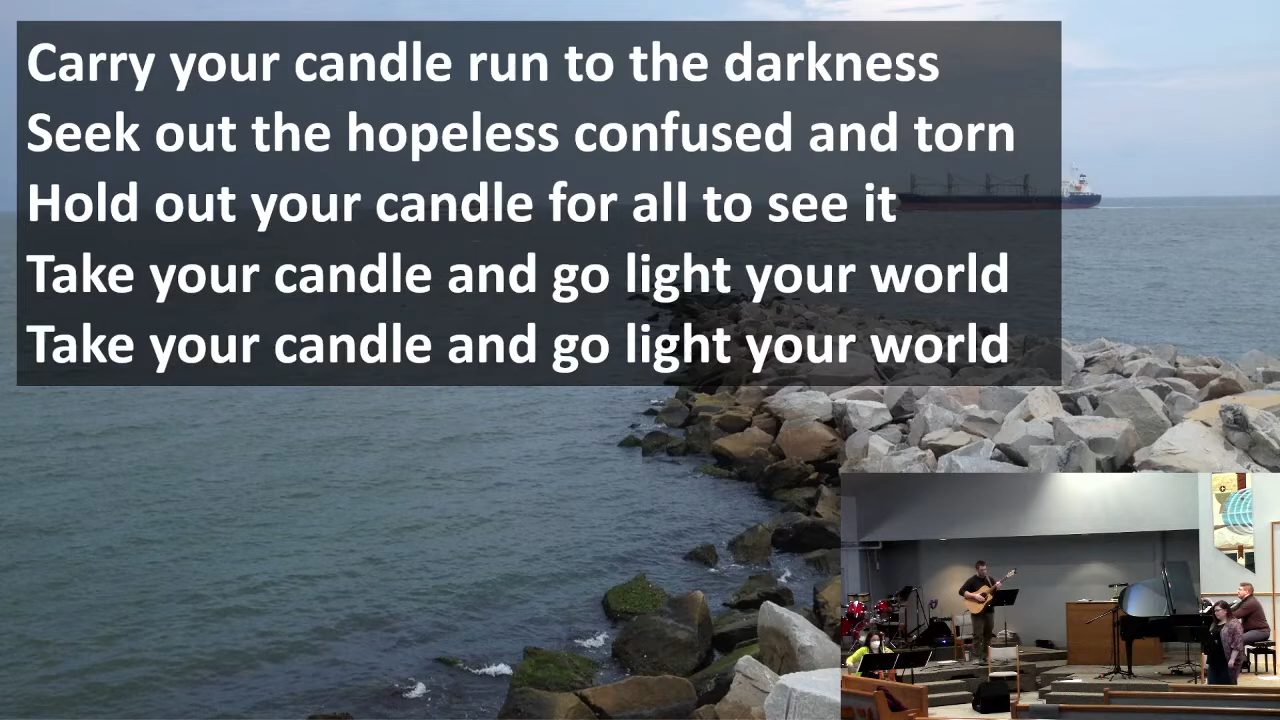 Carry your candle run to the darkness
Seek out the hopeless confused and torn
Hold out your candle for all to see it
Take your candle and go light your world
Take your candle and go light your world